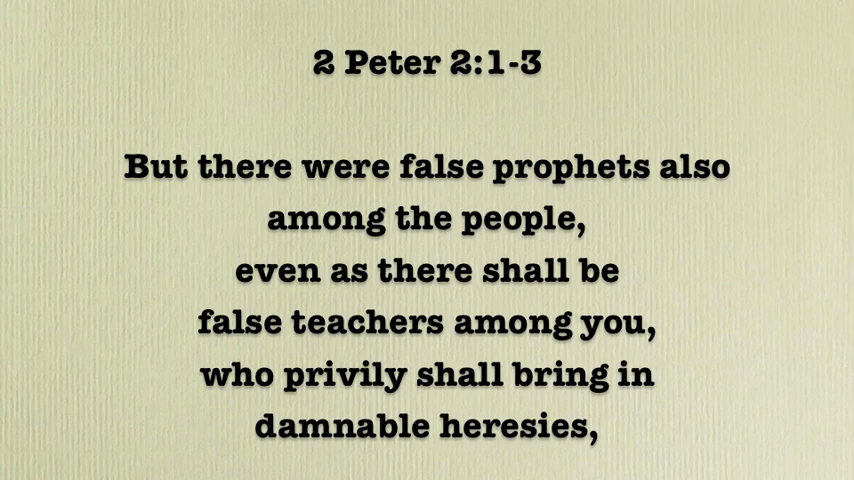 2 Peter 2:1-3
But there were false prophets also
among the people,
even as there shall be
false teachers among you,
who privily shall bring in
damnable heresies,